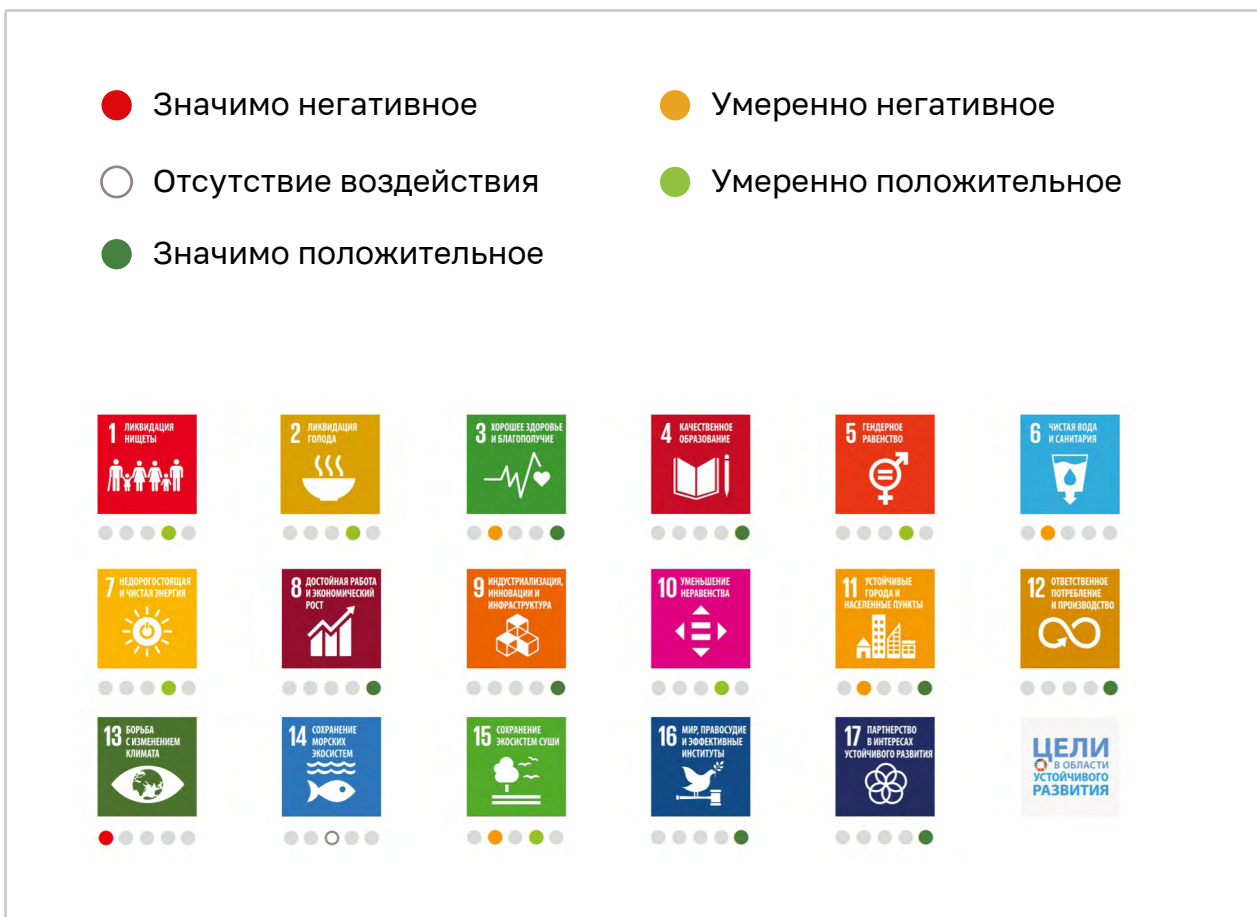 Значимо негативное
Умеренно негативное
Отсутствие воздействия
Умеренно положительное
Значимо положительное
1 ЛИКВИДАЦИЯ
НИЩЕТЫ
2 ЛИКВИДАЦИЯ
ГОЛОДА
3 ХОРОШЕЕ ЗДОРОВЬЕ
И БЛАГОПОЛУЧИЕ
4 КАЧЕСТВЕННОЕ
ОБРАЗОВАНИЕ
5 ГЕНДЕРНОЕ
РАВЕНСТВО
6 ЧИСТАЯ ВОДА
И САНИТАРИЯ
7 НЕДОРОГОСТОЯЩАЯ
И ЧИСТАЯ ЭНЕРГИЯ
8 ДОСТОЙНАЯ РАБОТА
И ЭКОНОМИЧЕСКИЙ
РОСТ
9 ИНДУСТРИАЛИЗАЦИЯ,
ИННОВАЦИИ И
ИНФРАСТРУКТУРА
10 УМЕНЬШЕНИЕ
НЕРАВЕНСТВА
11 УСТОЙЧИВЫЕ
ГОРОДА И
НАСЕЛЕННЫЕ ПУНКТЫ
12 ОТВЕТСТВЕННОЕ
ПОТРЕБЛЕНИЕ
И ПРОИЗВОДСТВО
13 БОРЬБА
С ИЗМЕНЕНИЕМ
КЛИМАТА
14 СОХРАНЕНИЕ
МОРСКИХ
ЭКОСИСТЕМ
15 СОХРАНЕНИЕ
ЭКОСИСТЕМ СУШИ
16 МИР, ПРАВОСУДИЕ
И ЭФФЕКТИВНЫЕ
ИНСТИТУТЫ
17 ПАРТНЕРСТВО
В ИНТЕРЕСАХ
УСТОЙЧИВОГО РАЗВИТИЯ
ЦЕЛИ
В ОБЛАСТИ
УСТОЙЧИВОГО
РАЗВИТИЯ